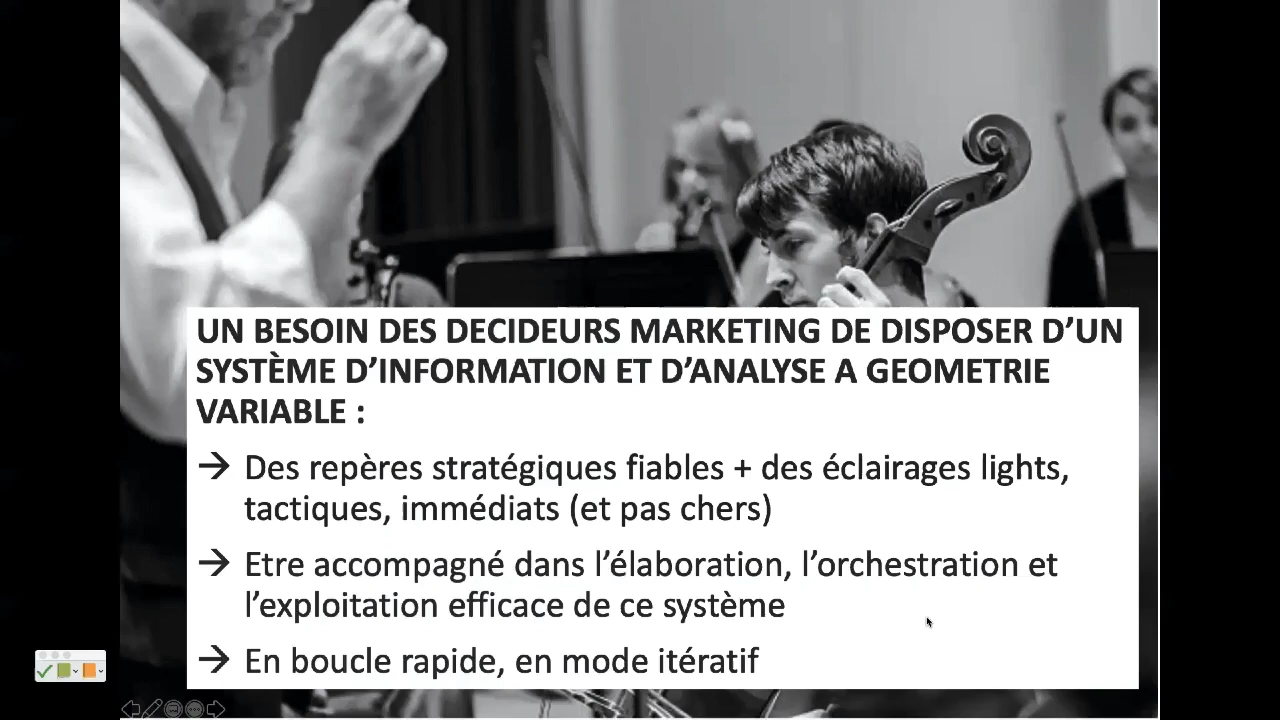 UN BESOIN DES DECIDEURS MARKETING DE DISPOSER D’UN
SYSTÈME D’INFORMATION ET D’ANALYSE A GEOMETRIE
VARIABLE :
→ Des repères stratégiques fiables + des éclairages lights,
tactiques, immédiats (et pas chers)
→ Etre accompagné dans l’élaboration, l’orchestration et
l’exploitation efficace de ce système
→ En boucle rapide, en mode itératif